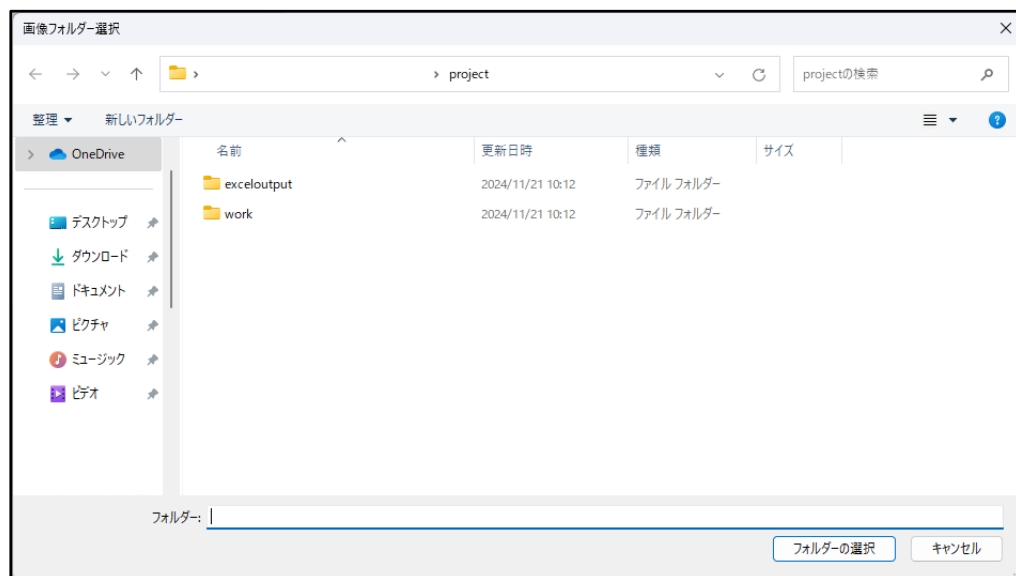 画像フォルダー選択
project
projectの検索
整理
新しいフォルダー
OneDrive
名前 更新日時 種類 サイズ
exceloutput 2024/11/21 10:12 ファイル フォルダー
work 2024/11/21 10:12 ファイル フォルダー
デスクトップ
ダウンロード
ドキュメント
ピクチャ
ミュージック
ビデオ
フォルダー:
フォルダーの選択 キャンセル